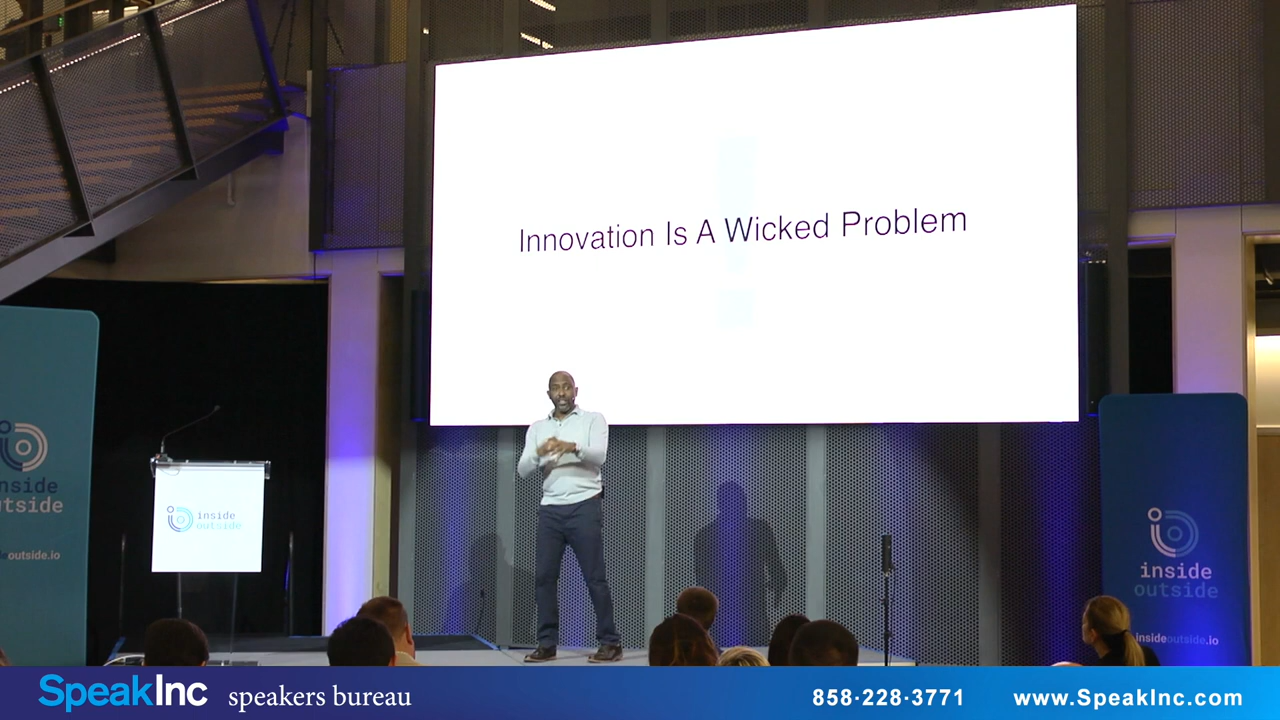 Innovation Is A Wicked Problem
inside
outside
outside.io
inside
outside
inside
outside
insideoutside.io
SpeakInc speakers bureau
858·228·3771
www.SpeakInc.com